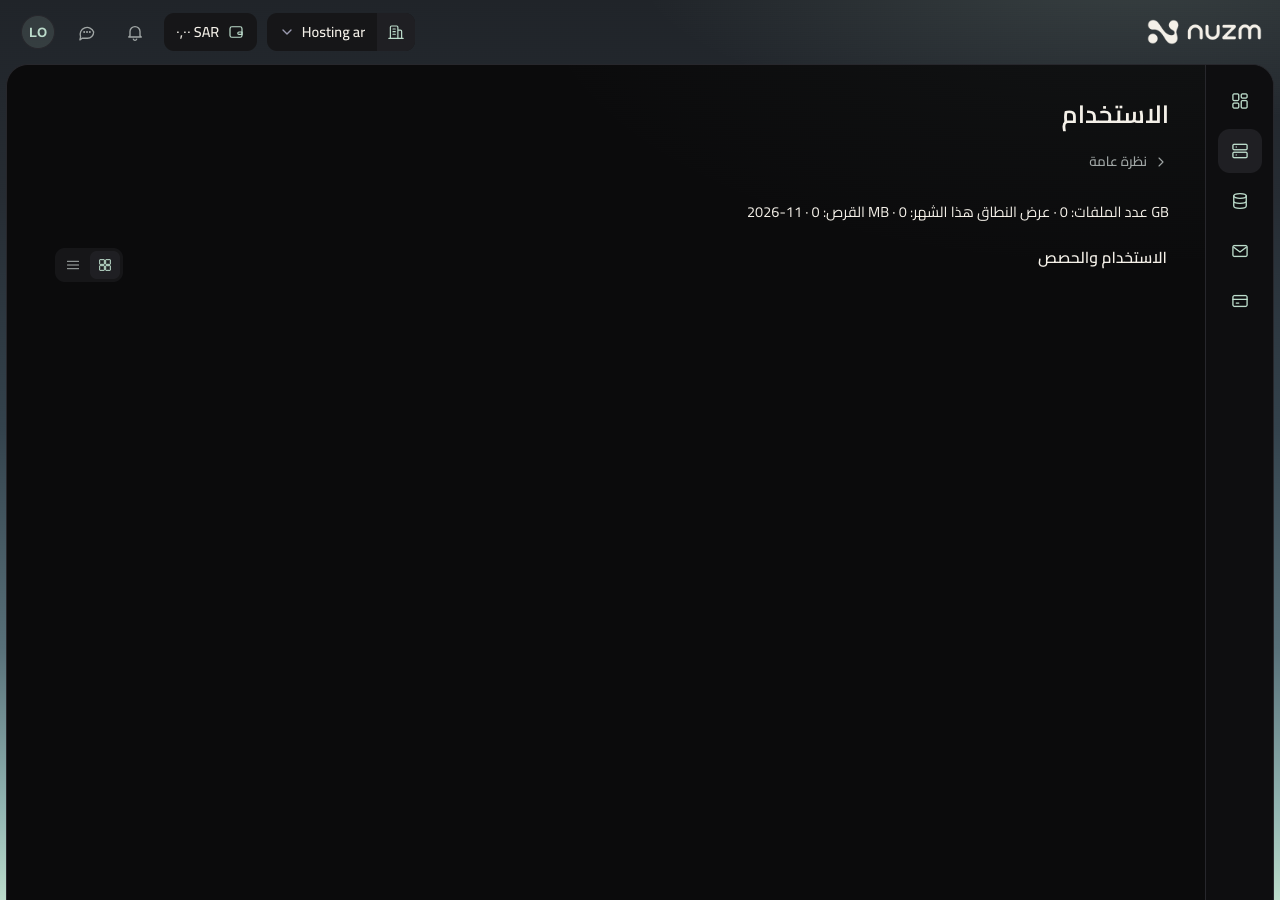 nuzm
Hosting ar
٠٫٠٠ SAR
LO
الاستخدام
نظرة عامة
GB عدد الملفات: 0 · عرض النطاق هذا الشهر: 0 · MB القرص: 0 · 2026-11
الاستخدام والحصص